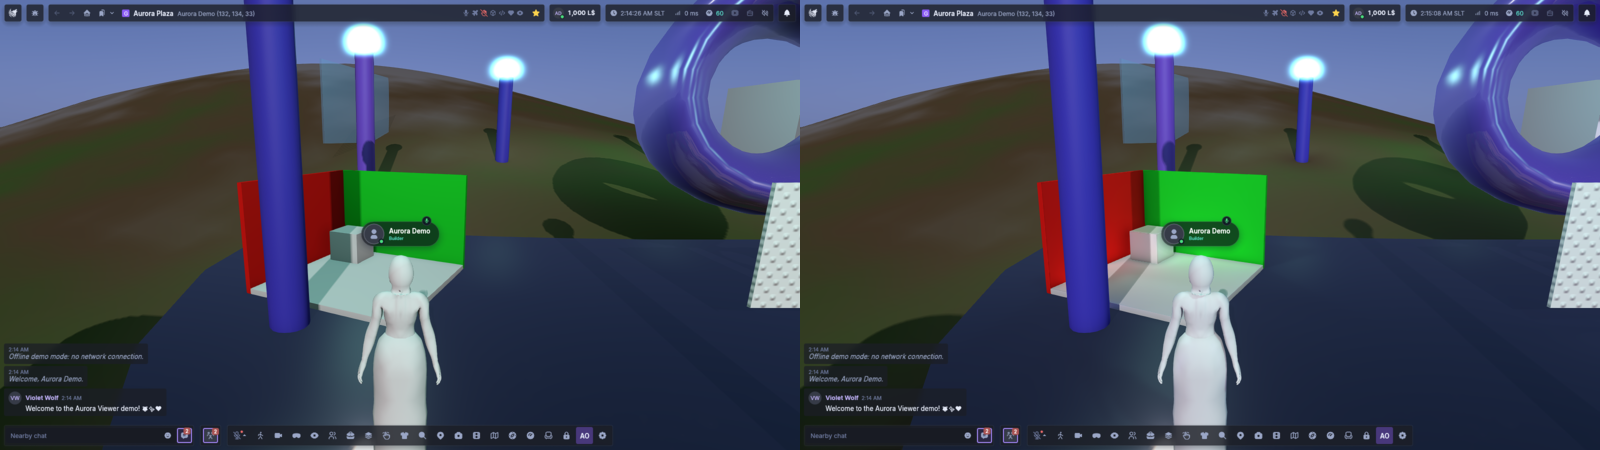 Aurora Plaza Aurora Demo (132, 134, 33)
AO 1,000 L$
2:14:26 AM SLT 0 ms 60
Aurora Demo
Builder
2:14 AM
Offline demo mode: no network connection.
2:14 AM
Welcome, Aurora Demo.
VW Violet Wolf 2:14 AM
Welcome to the Aurora Viewer demo!
Nearby chat
AO
Aurora Plaza Aurora Demo (132, 134, 33)
AO 1,000 L$
2:15:08 AM SLT 0 ms 60
Aurora Demo
Builder
2:14 AM
Offline demo mode: no network connection.
2:14 AM
Welcome, Aurora Demo.
VW Violet Wolf 2:14 AM
Welcome to the Aurora Viewer demo!
Nearby chat
AO